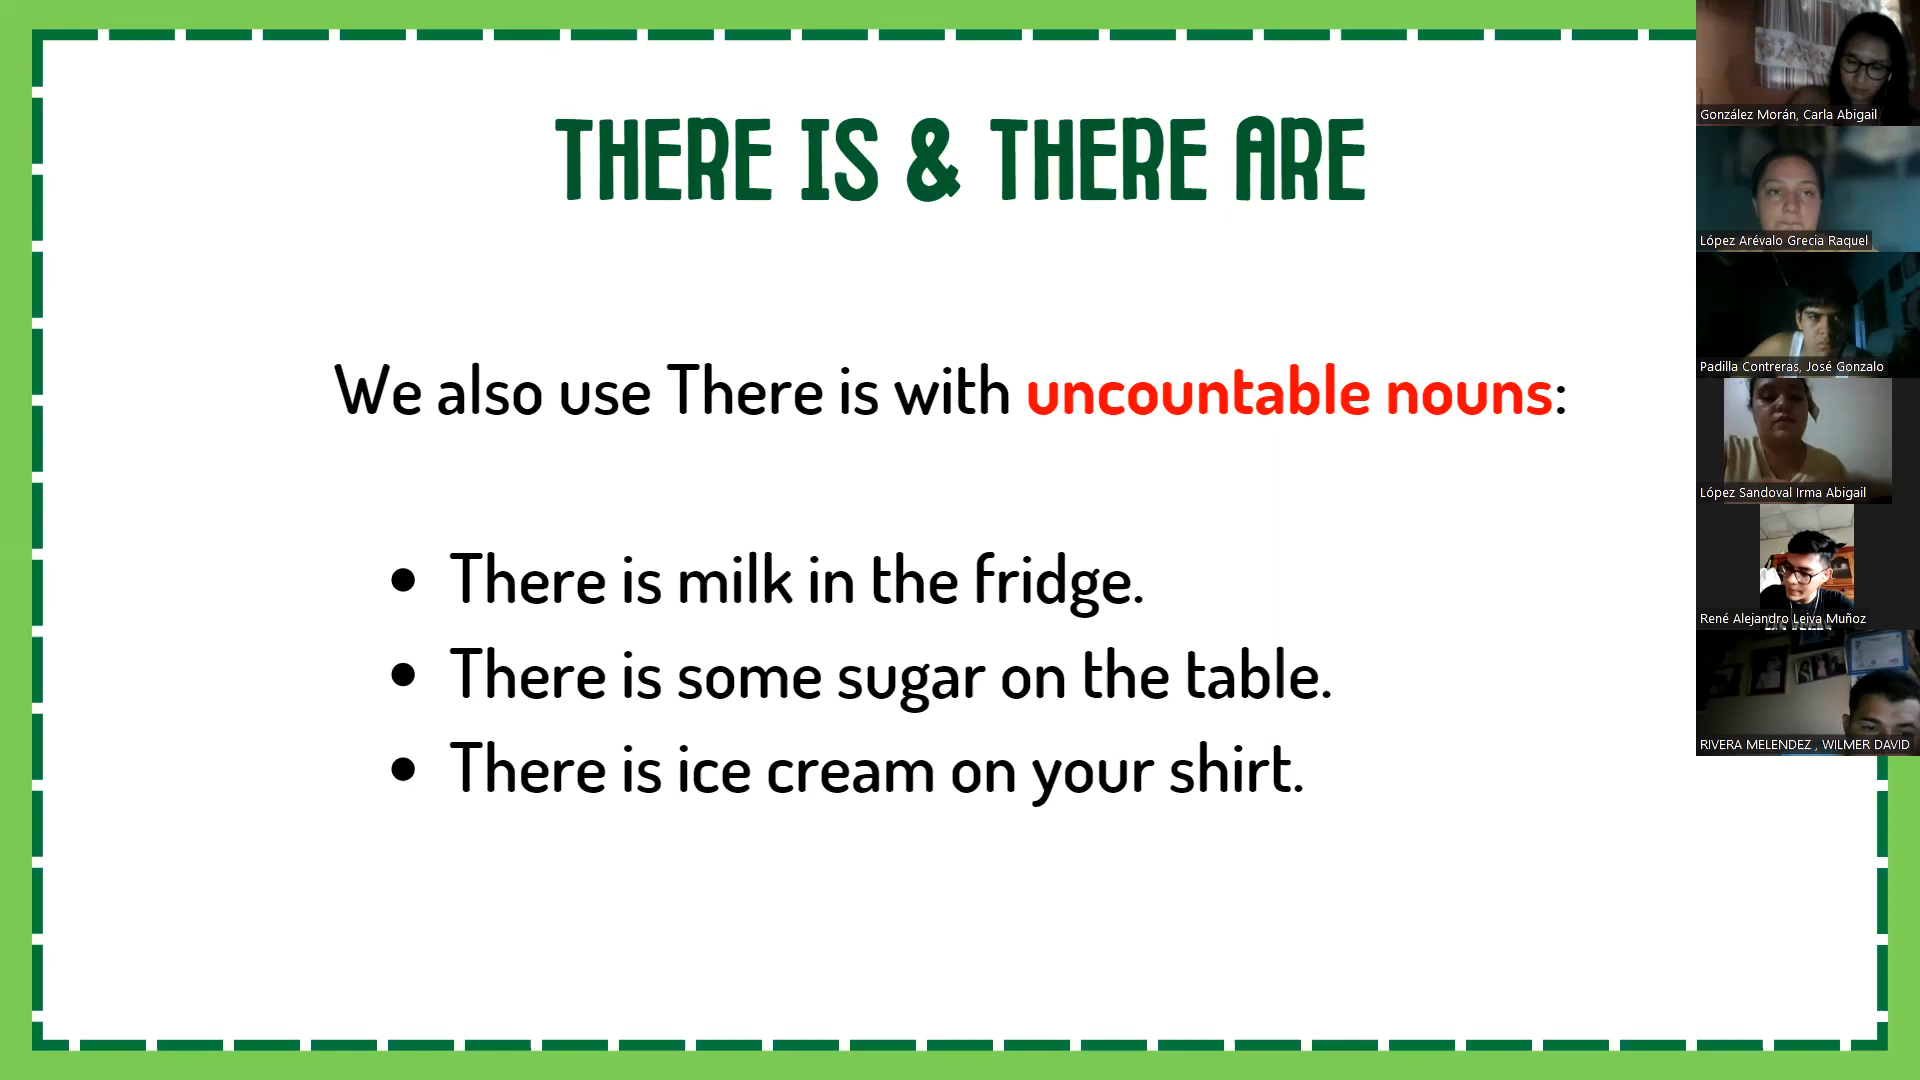 THERE IS & THERE ARE
We also use There is with uncountable nouns:
• There is milk in the fridge.
• There is some sugar on the table.
• There is ice cream on your shirt.
González Morán, Carla Abigail
López Arévalo Grecia Raquel
Padilla Contreras, José Gonzalo
López Sandoval Irma Abigail
René Alejandro Leiva Muñoz
RIVERA MELENDEZ , WILMER DAVID